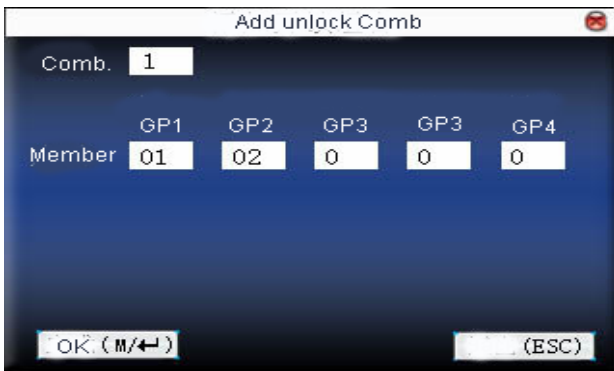 Add unlock Comb
Comb. 1
GP1 GP2 GP3 GP3 GP4
Member 01 02 0 0 0
OK (M/↵) (ESC)